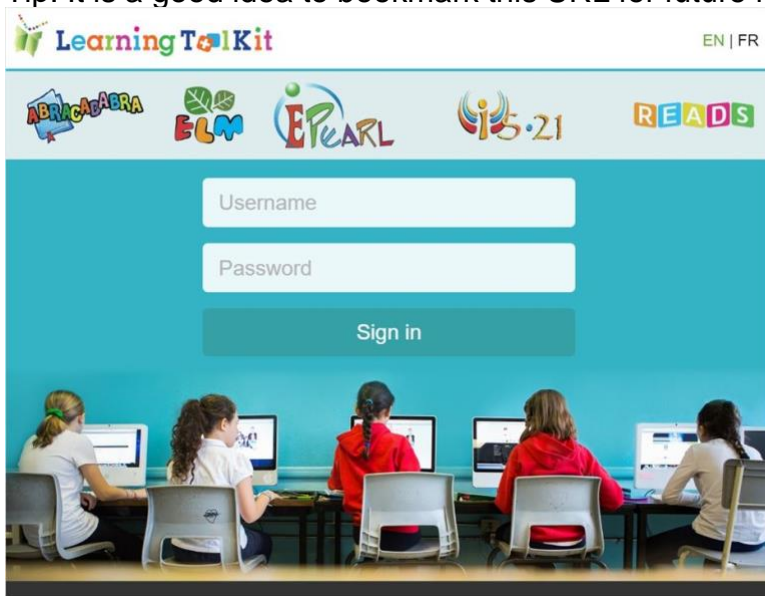 Tip: It is a good idea to bookmark this URL for future
Learning ToolKit
EN | FR
ABRACADABRA
ELM
EPEARL
IS·21
READS
Username
Password
Sign in